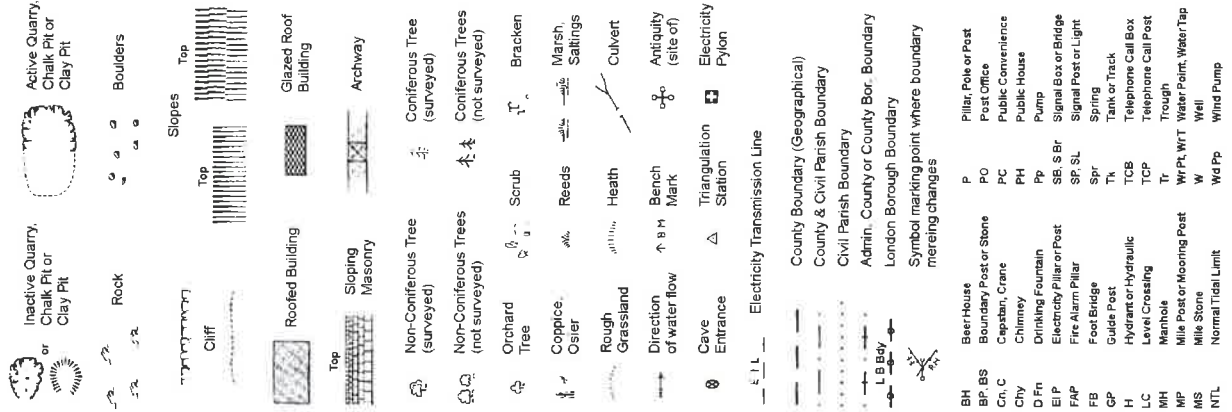 Inactive Quarry,
Chalk Pit or
Clay Pit
or
Active Quarry,
Chalk Pit or
Clay Pit
Rock
Boulders
Cliff
Slopes
Top
Top
Roofed Building
Glazed Roof
Building
Top
Sloping
Masonry
Archway
Non-Coniferous Tree
(surveyed)
Coniferous Tree
(surveyed)
Non-Coniferous Trees
(not surveyed)
Coniferous Trees
(not surveyed)
Orchard
Tree
Scrub
Bracken
Coppice,
Osier
Reeds
Marsh,
Saltings
Rough
Grassland
Heath
Culvert
Direction
of water flow
B M
Bench
Mark
Antiquity
(site of)
Cave
Entrance
Triangulation
Station
Electricity
Pylon
E T L
Electricity Transmission Line
County Boundary (Geographical)
County & Civil Parish Boundary
Civil Parish Boundary
Admin. County or County Bor. Boundary
L B Bdy
London Borough Boundary
Symbol marking point where boundary
mereing changes
BH Beer House
BP, BS Boundary Post or Stone
Cn, C Capstan, Crane
Chy Chimney
D Fn Drinking Fountain
El P Electricity Pillar or Post
FAP Fire Alarm Pillar
FB Foot Bridge
GP Guide Post
H Hydrant or Hydraulic
LC Level Crossing
MH Manhole
MP Mile Post or Mooring Post
MS Mile Stone
NTL Normal Tidal Limit
P Pillar, Pole or Post
PO Post Office
PC Public Convenience
PH Public House
Pp Pump
SB, S Br Signal Box or Bridge
SP, SL Signal Post or Light
Spr Spring
Tk Tank or Track
TCB Telephone Call Box
TCP Telephone Call Post
Tr Trough
Wr Pt, Wr T Water Point, Water Tap
W Well
Wd Pp Wind Pump